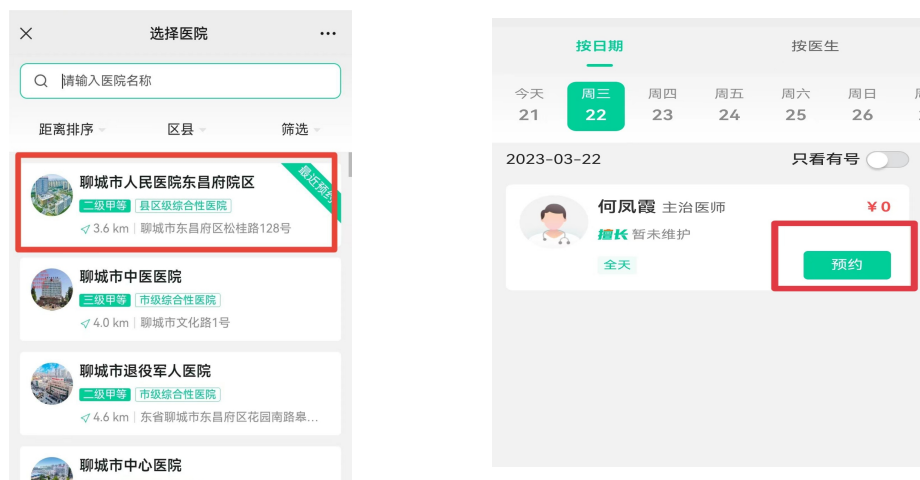 选择医院
请输入医院名称
距离排序 区县 筛选
聊城市人民医院东昌府院区
最近预约
二级甲等 县区级综合性医院
3.6 km 聊城市东昌府区松桂路128号
聊城市中医医院
三级甲等 市级综合性医院
4.0 km 聊城市文化路1号
聊城市退役军人医院
二级甲等 市级综合性医院
4.6 km 东省聊城市东昌府区花园南路皋...
聊城市中心医院
按日期 按医生
今天 周三 周四 周五 周六 周日
21 22 23 24 25 26
2023-03-22 只看有号
何凤霞 主治医师 ¥0
擅长 暂未维护
全天 预约